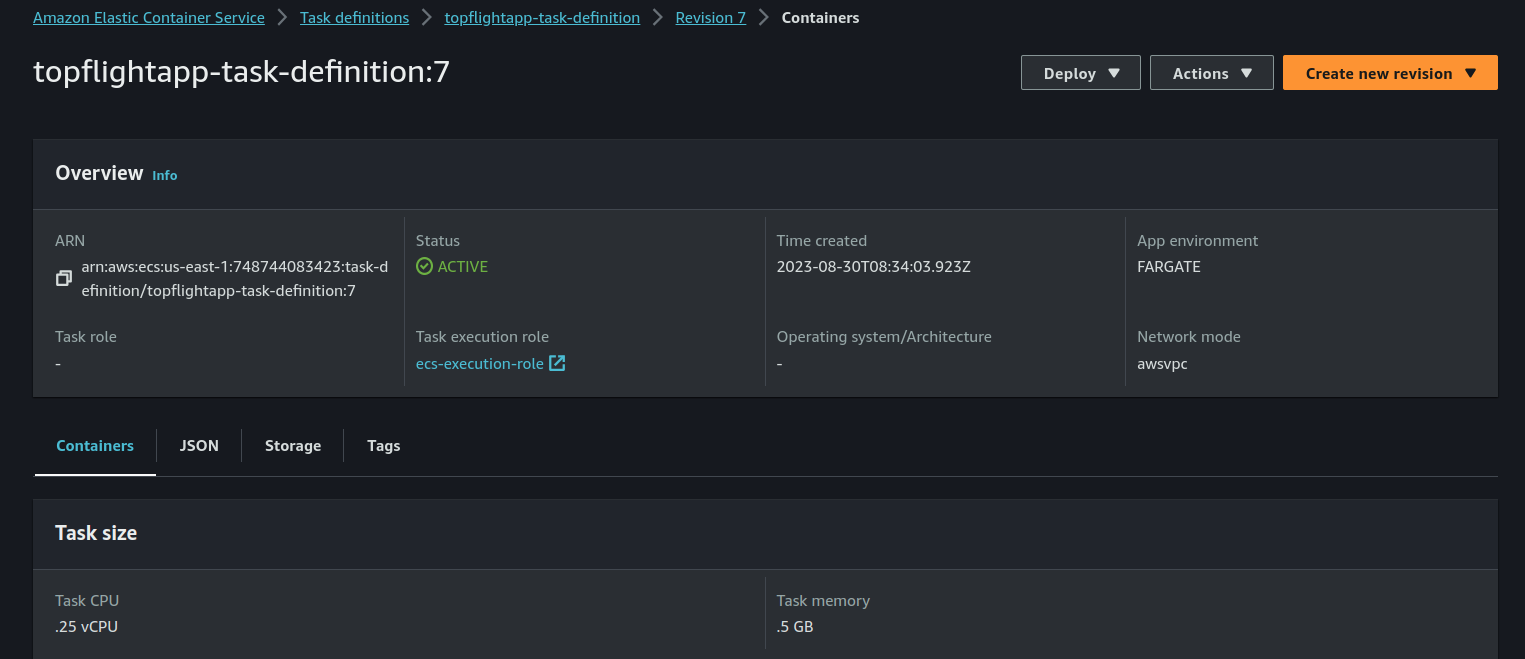 Amazon Elastic Container Service > Task definitions > topflightapp-task-definition > Revision 7 > Containers
topflightapp-task-definition:7
Deploy ▼ Actions ▼ Create new revision ▼
Overview Info
ARN
arn:aws:ecs:us-east-1:748744083423:task-d
efinition/topflightapp-task-definition:7
Status
ACTIVE
Time created
2023-08-30T08:34:03.923Z
App environment
FARGATE
Task role
-
Task execution role
ecs-execution-role
Operating system/Architecture
-
Network mode
awsvpc
Containers JSON Storage Tags
Task size
Task CPU
.25 vCPU
Task memory
.5 GB